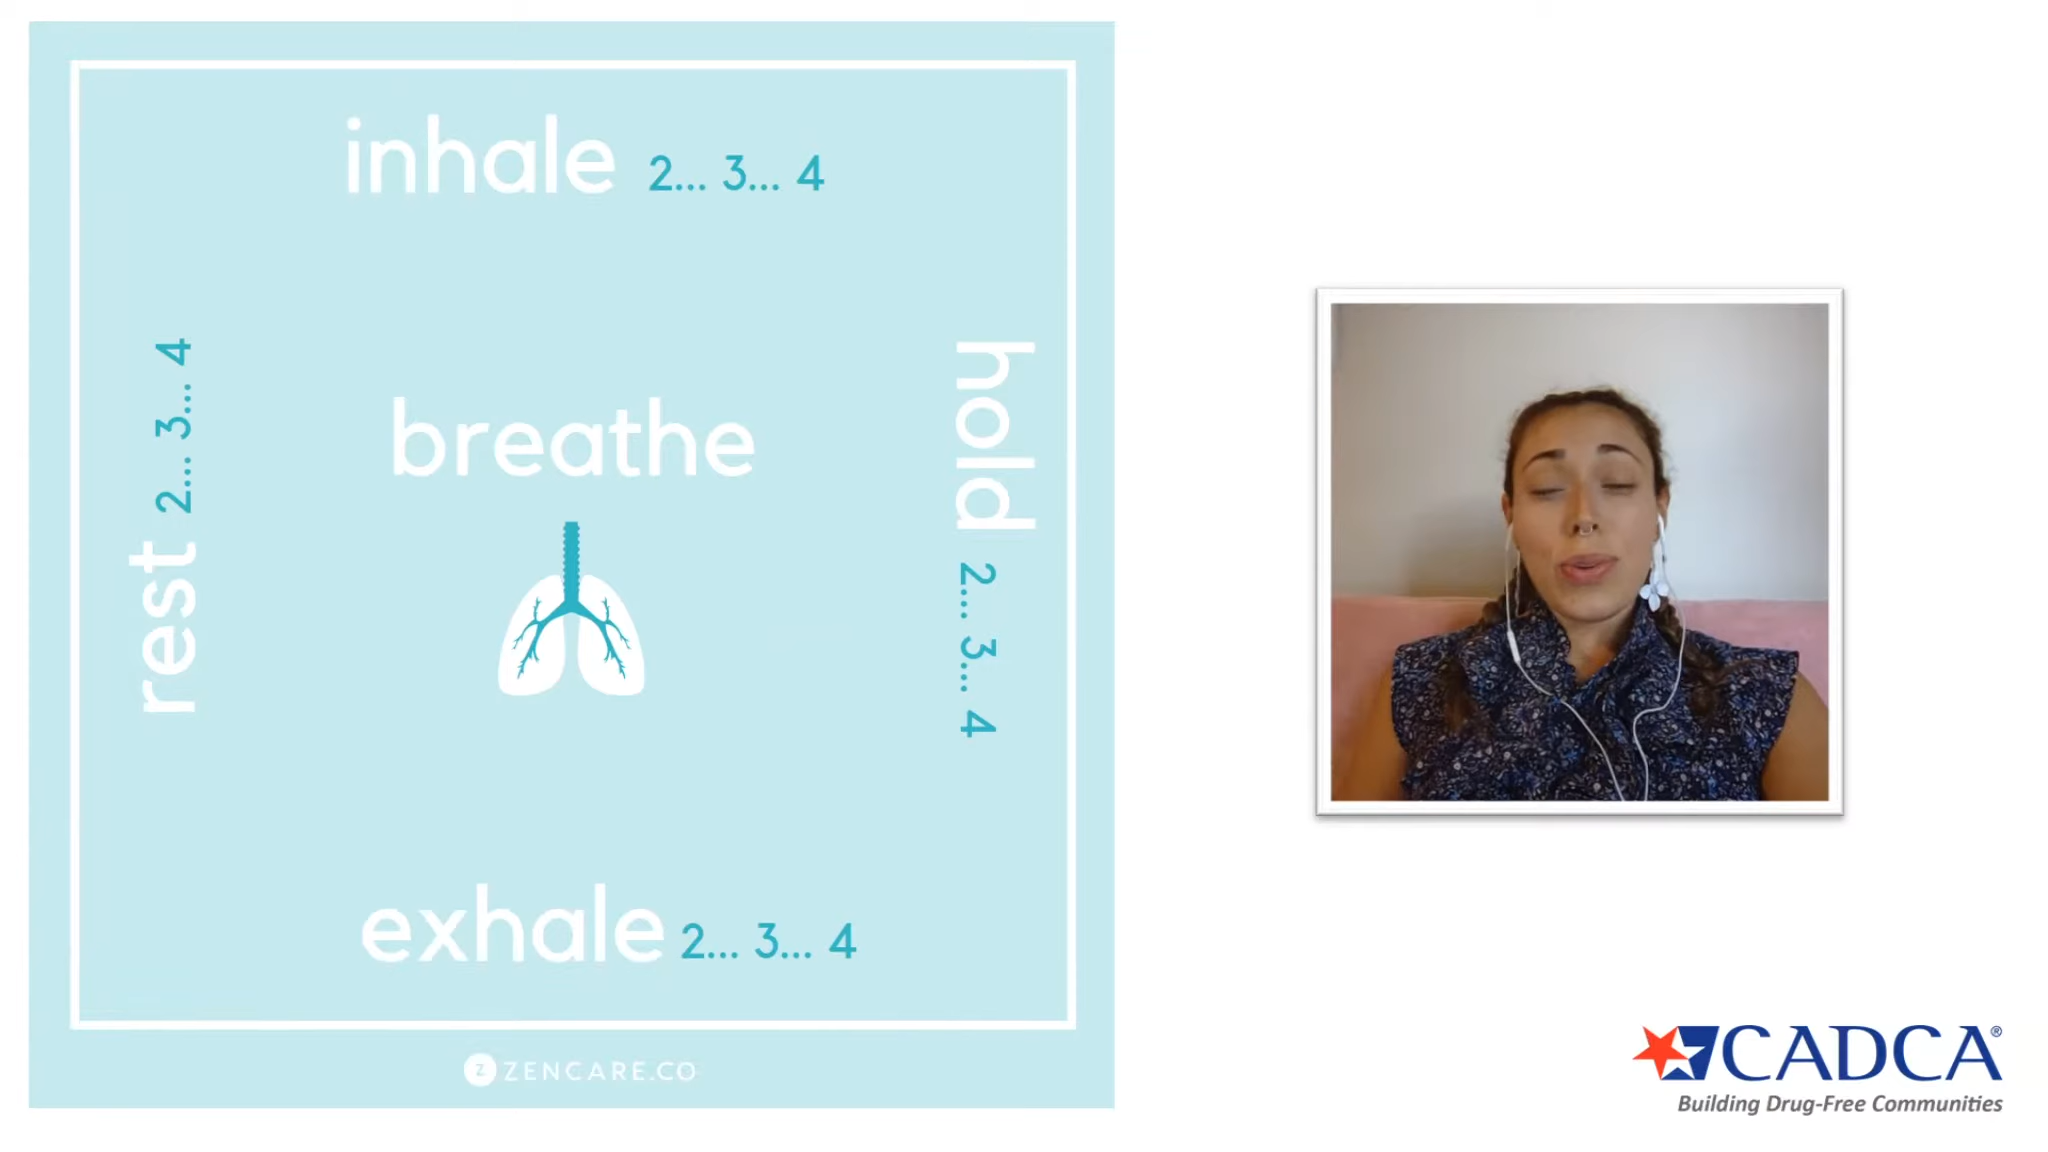 inhale 2... 3... 4
hold 2... 3... 4
breathe
rest 2... 3... 4
exhale 2... 3... 4
Z ZENCARE.CO
CADCA®
Building Drug-Free Communities